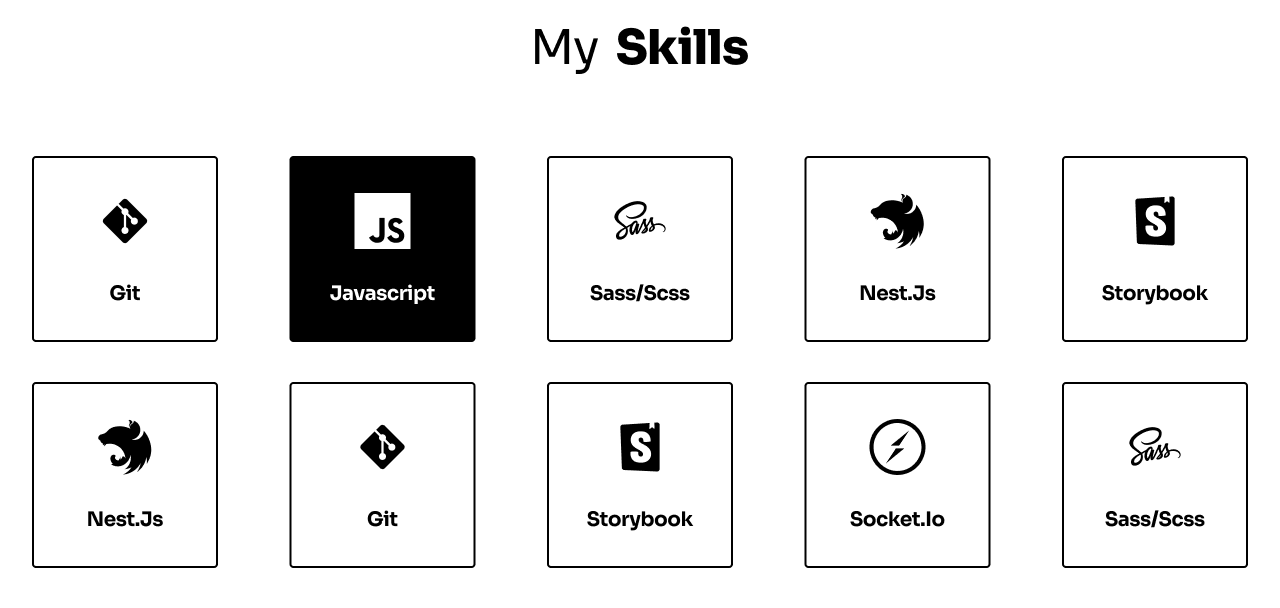 My Skills
JS
Git
Javascript
Sass
Sass/Scss
Nest.Js
S
Storybook
Nest.Js
Git
S
Storybook
Socket.Io
Sass
Sass/Scss